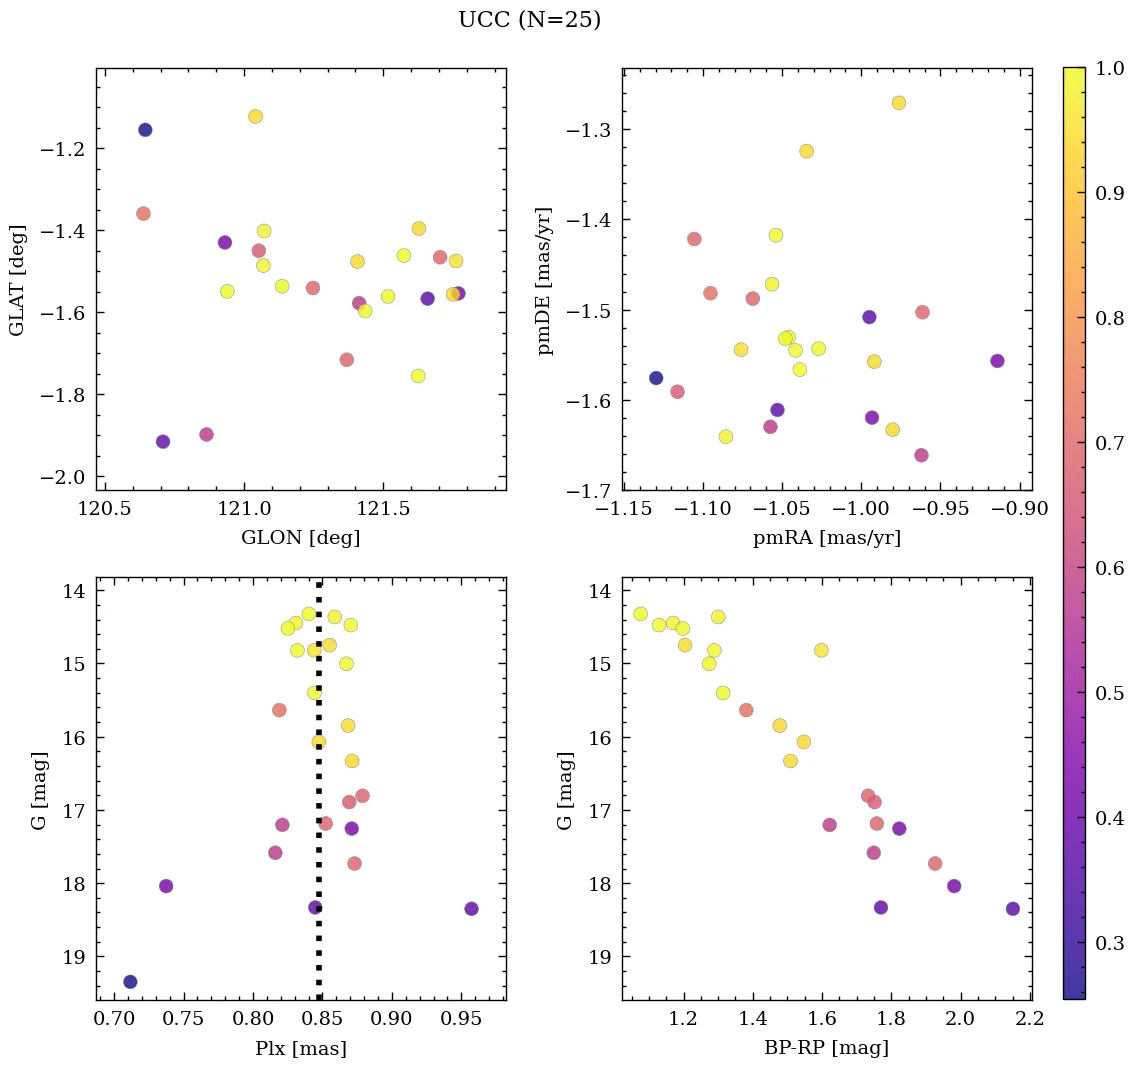 UCC (N=25)
−1.2
−1.4
−1.6
−1.8
−2.0
120.5 121.0 121.5
GLON [deg]
GLAT [deg]
−1.3
−1.4
−1.5
−1.6
−1.7
−1.15 −1.10 −1.05 −1.00 −0.95 −0.90
pmRA [mas/yr]
pmDE [mas/yr]
14
15
16
17
18
19
0.70 0.75 0.80 0.85 0.90 0.95
Plx [mas]
G [mag]
14
15
16
17
18
19
1.2 1.4 1.6 1.8 2.0 2.2
BP-RP [mag]
G [mag]
1.0
0.9
0.8
0.7
0.6
0.5
0.4
0.3